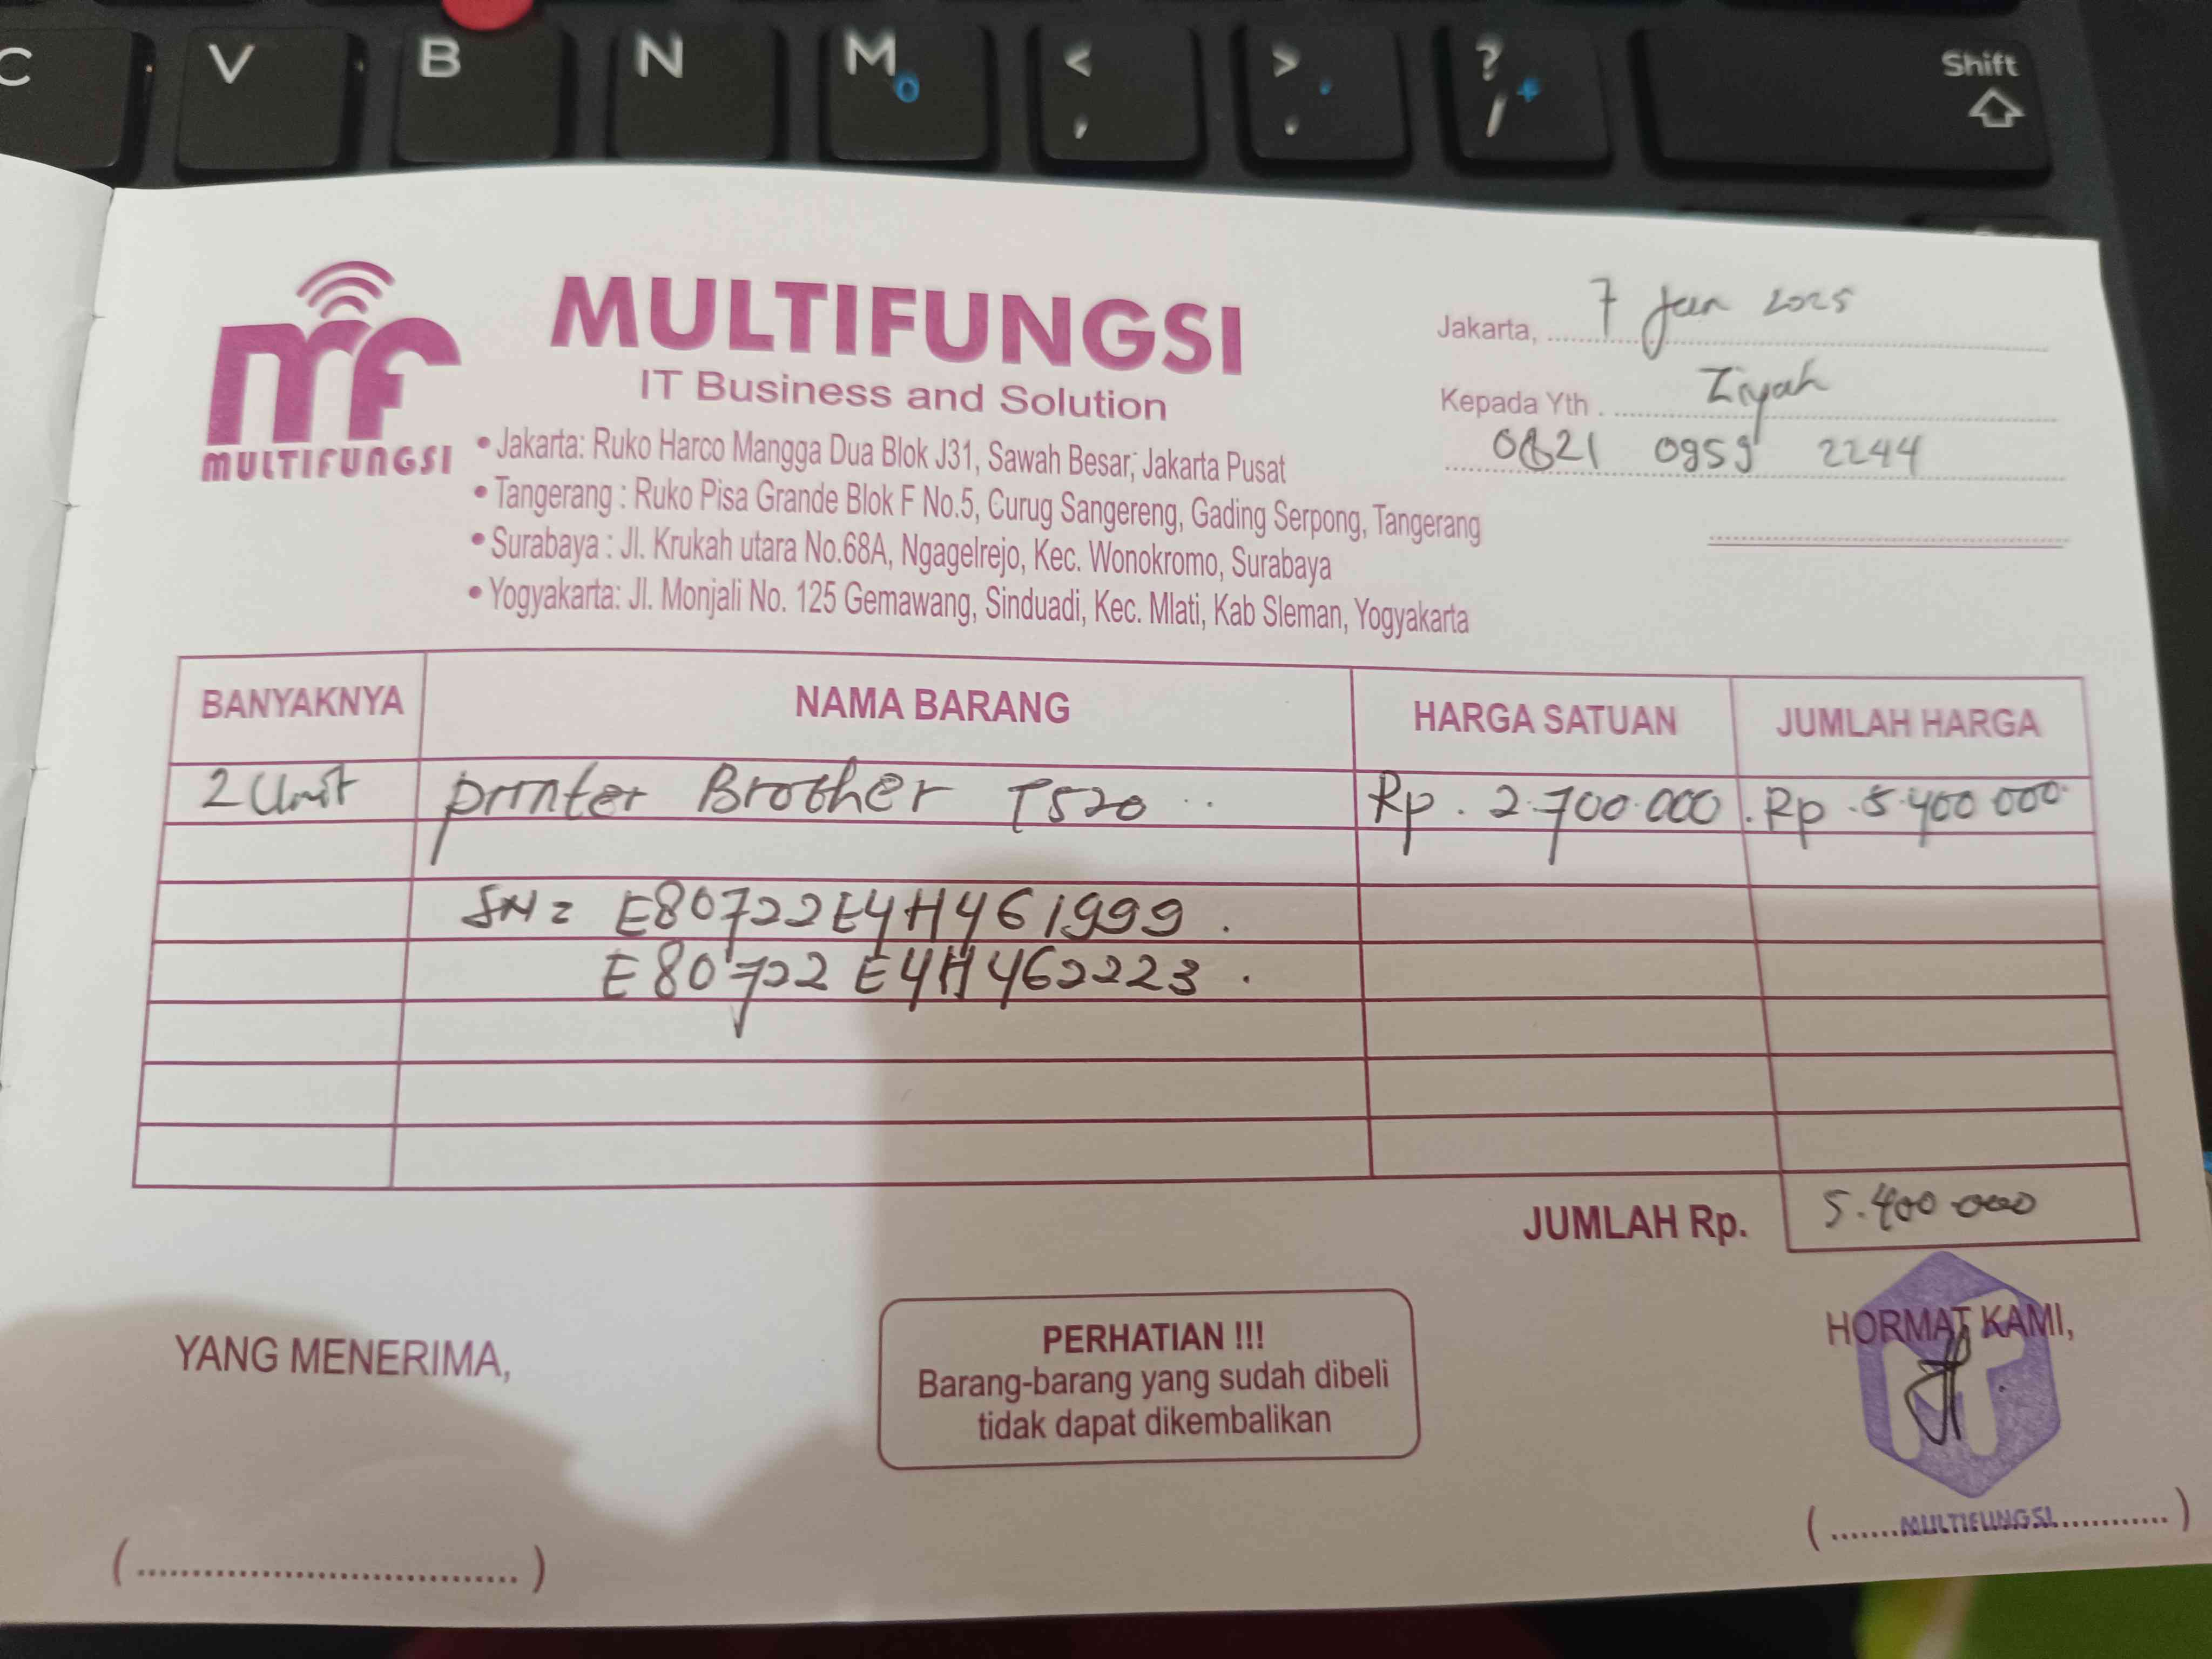 C V B N M o < , > . ? / + Shift
MULTIFUNGSI
IT Business and Solution
mf
MULTIFUNGSI
• Jakarta: Ruko Harco Mangga Dua Blok J31, Sawah Besar, Jakarta Pusat
• Tangerang : Ruko Pisa Grande Blok F No.5, Curug Sangereng, Gading Serpong, Tangerang
• Surabaya : Jl. Krukah utara No.68A, Ngagelrejo, Kec. Wonokromo, Surabaya
• Yogyakarta: Jl. Monjali No. 125 Gemawang, Sinduadi, Kec. Mlati, Kab Sleman, Yogyakarta
Jakarta, 7 Jun 2025
Kepada Yth . Ziyah
0821 0959 2244
BANYAKNYA NAMA BARANG HARGA SATUAN JUMLAH HARGA
2 Unit printer Brother T520 Rp. 2.700.000 Rp. 5.400.000
SN = E80722E4H461999
E80722E4H462223
JUMLAH Rp. 5.400.000
YANG MENERIMA,
PERHATIAN !!!
Barang-barang yang sudah dibeli
tidak dapat dikembalikan
HORMAT KAMI,
(..................................)
(.......MULTIFUNGSI............)